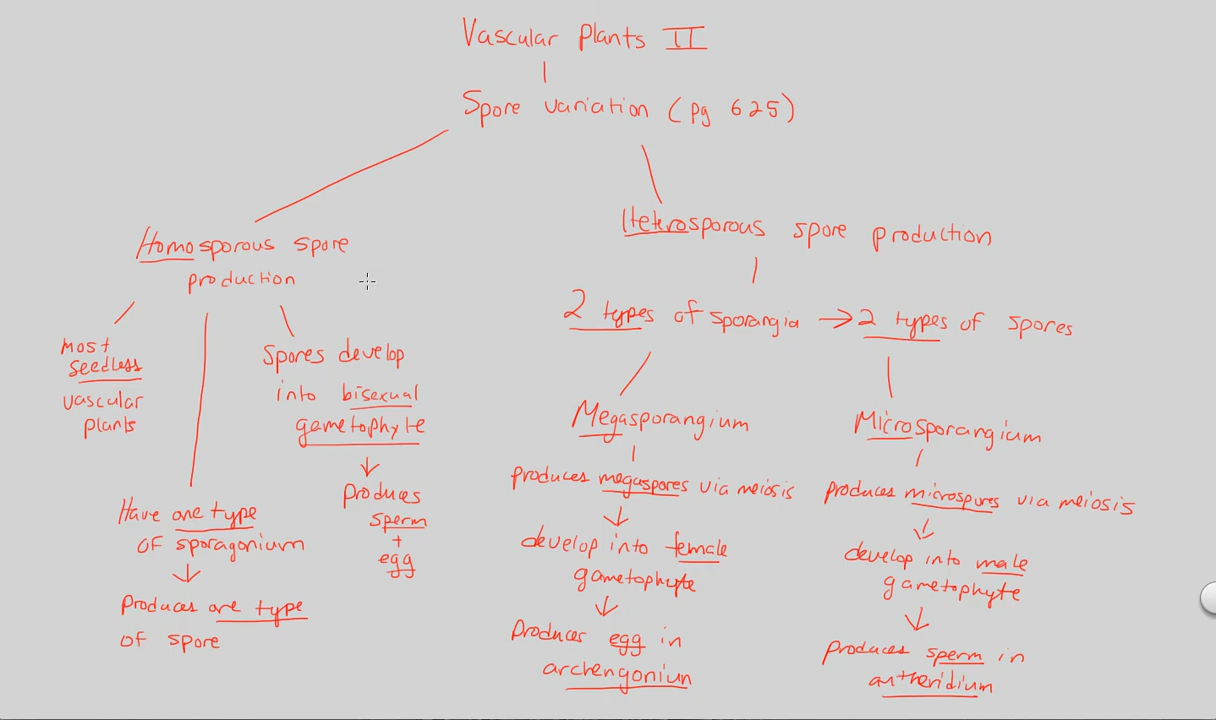 Vascular Plants II
Spore variation (pg 625)
Homosporous spore
production
Most
seedless
vascular
plants
Have one type
of sporagonium
Produces one type
of spore
Spores develop
into bisexual
gametophyte
Produces
sperm
+
egg
Heterosporous spore production
2 types of sporangia → 2 types of spores
Megasporangium
produces megaspores via meiosis
develop into female
gametophyte
Produces egg in
archengoniun
Microsporangium
produces microspores via meiosis
develop into male
gametophyte
produces sperm in
antheridium